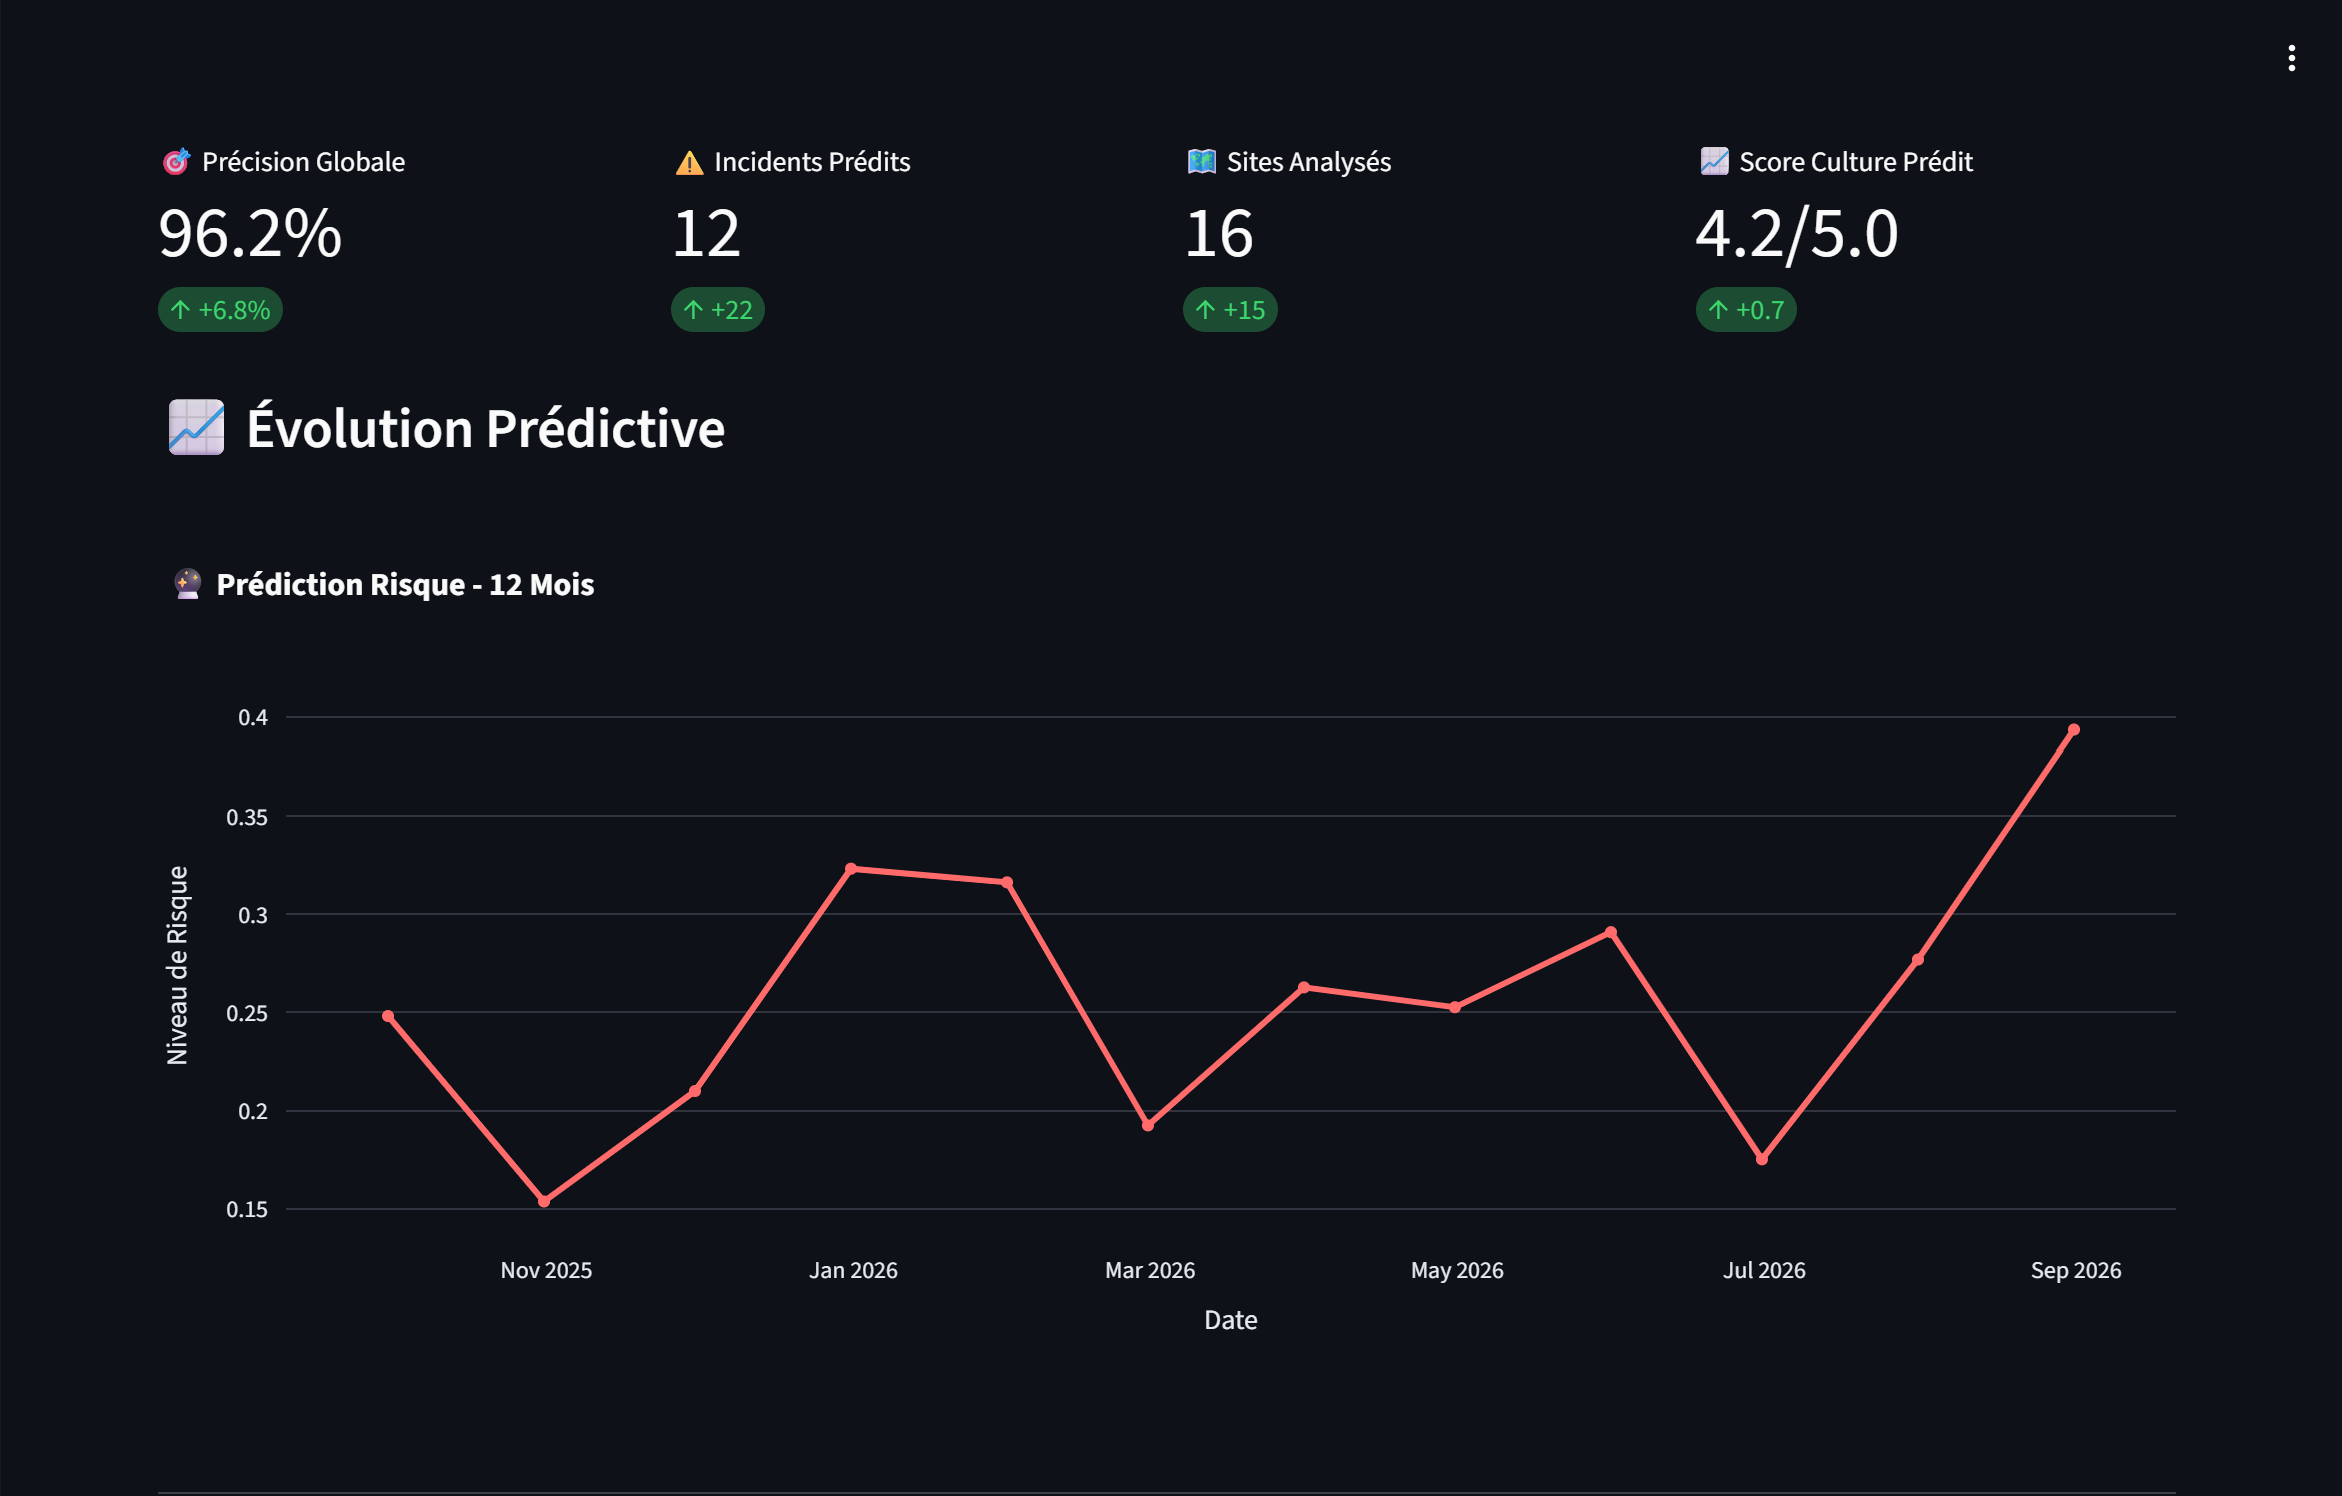 Précision Globale
96.2%
+6.8%
Incidents Prédits
12
+22
Sites Analysés
16
+15
Score Culture Prédit
4.2/5.0
+0.7
Évolution Prédictive
Prédiction Risque - 12 Mois
0.4
0.35
0.3
0.25
0.2
0.15
Niveau de Risque
Nov 2025
Jan 2026
Mar 2026
May 2026
Jul 2026
Sep 2026
Date